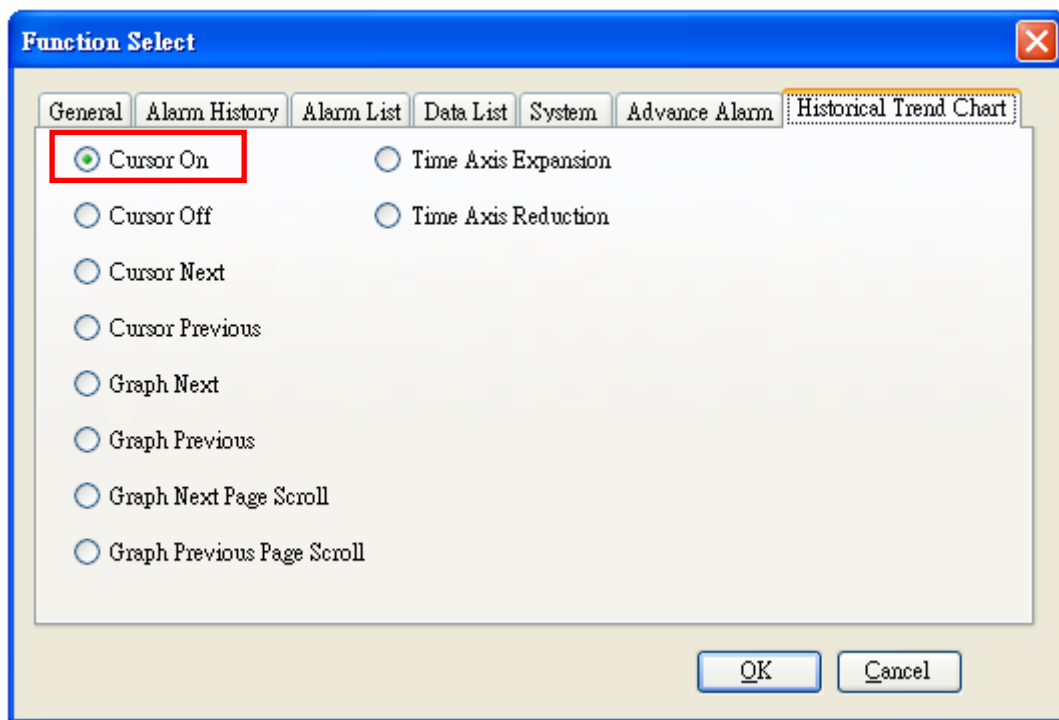 Function Select
General Alarm History Alarm List Data List System Advance Alarm Historical Trend Chart
Cursor On Time Axis Expansion
Cursor Off Time Axis Reduction
Cursor Next
Cursor Previous
Graph Next
Graph Previous
Graph Next Page Scroll
Graph Previous Page Scroll
OK Cancel